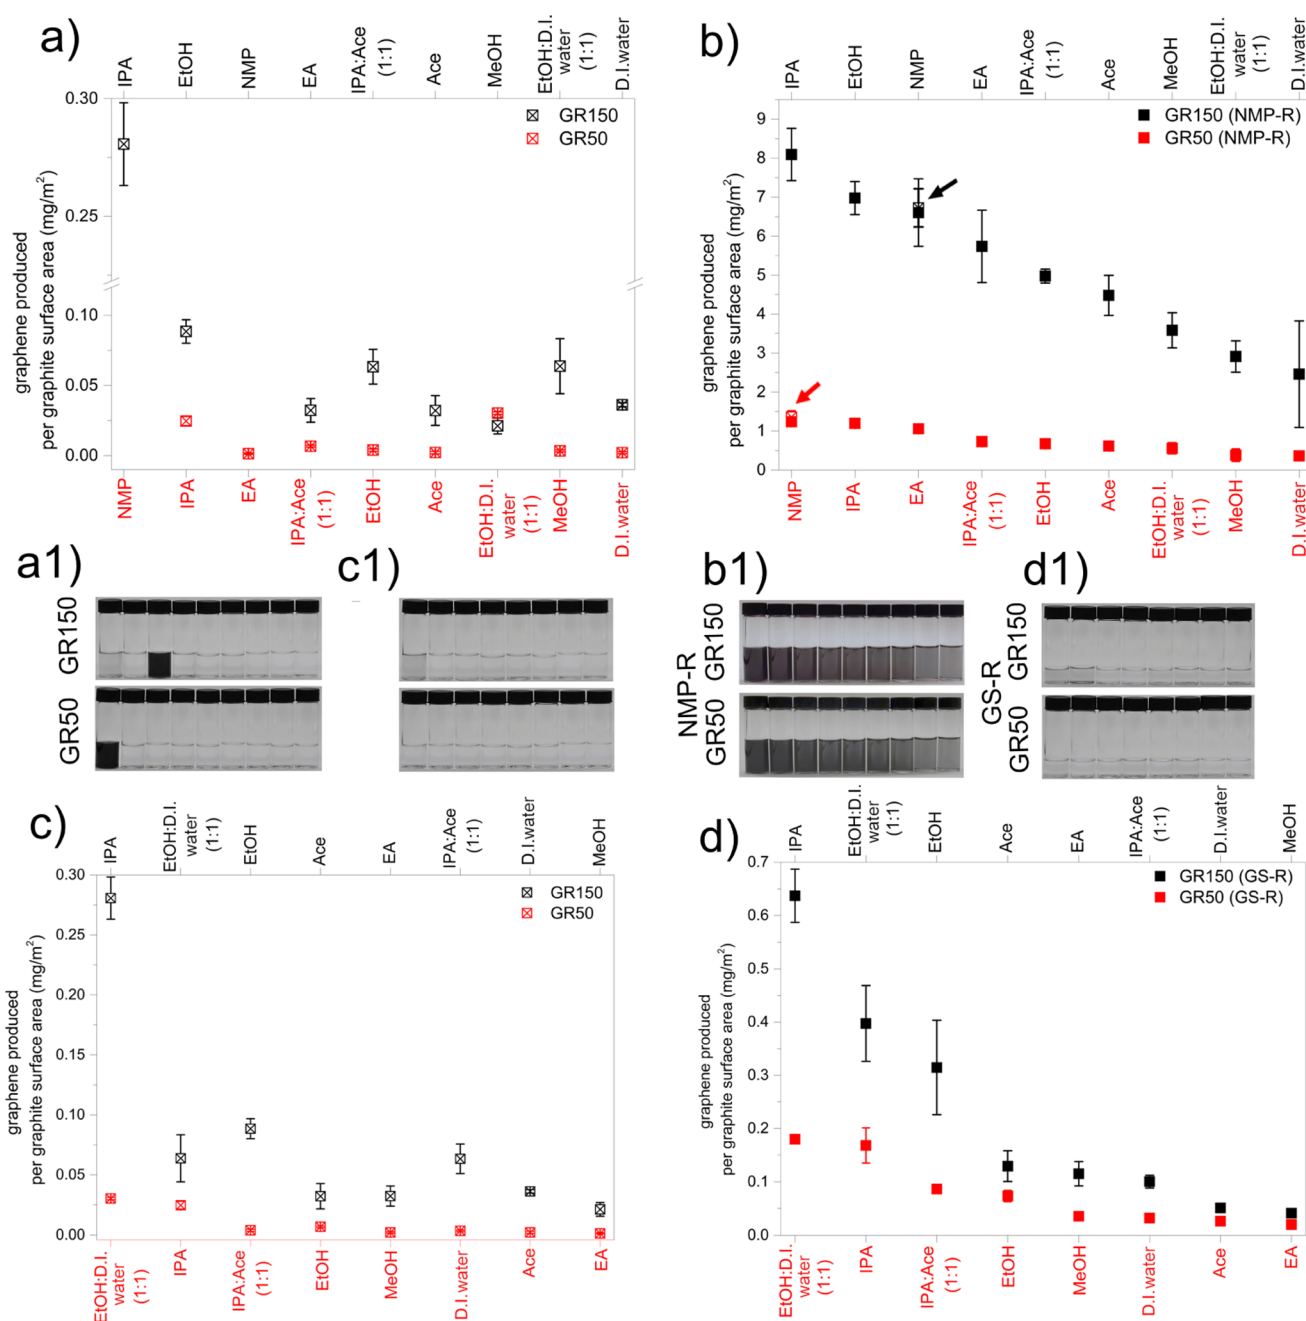 a)
IPA
EtOH
NMP
EA
IPA:Ace
(1:1)
Ace
MeOH
EtOH:D.I.
water
(1:1)
D.I.water
GR150
GR50
graphene produced
per graphite surface area (mg/m²)
0.30
0.25
0.10
0.05
0.00
NMP
IPA
EA
IPA:Ace
(1:1)
EtOH
Ace
EtOH:D.I.
water
(1:1)
MeOH
D.I.water
b)
IPA
EtOH
NMP
EA
IPA:Ace
(1:1)
Ace
MeOH
EtOH:D.I.
water
(1:1)
D.I.water
GR150 (NMP-R)
GR50 (NMP-R)
graphene produced
per graphite surface area (mg/m²)
9
8
7
6
5
4
3
2
1
0
NMP
IPA
EA
IPA:Ace
(1:1)
EtOH
Ace
EtOH:D.I.
water
(1:1)
MeOH
D.I.water
a1)
GR150
GR50
c1)
b1)
NMP-R
GR150
GR50
d1)
GS-R
GR150
GR50
c)
IPA
EtOH:D.I.
water
(1:1)
EtOH
Ace
EA
IPA:Ace
(1:1)
D.I.water
MeOH
GR150
GR50
graphene produced
per graphite surface area (mg/m²)
0.30
0.25
0.20
0.15
0.10
0.05
0.00
EtOH:D.I.
water
(1:1)
IPA
IPA:Ace
(1:1)
EtOH
MeOH
D.I.water
Ace
EA
d)
IPA
EtOH:D.I.
water
(1:1)
EtOH
Ace
EA
IPA:Ace
(1:1)
D.I.water
MeOH
GR150 (GS-R)
GR50 (GS-R)
graphene produced
per graphite surface area (mg/m²)
0.7
0.6
0.5
0.4
0.3
0.2
0.1
0.0
EtOH:D.I.
water
(1:1)
IPA
IPA:Ace
(1:1)
EtOH
MeOH
D.I.water
Ace
EA